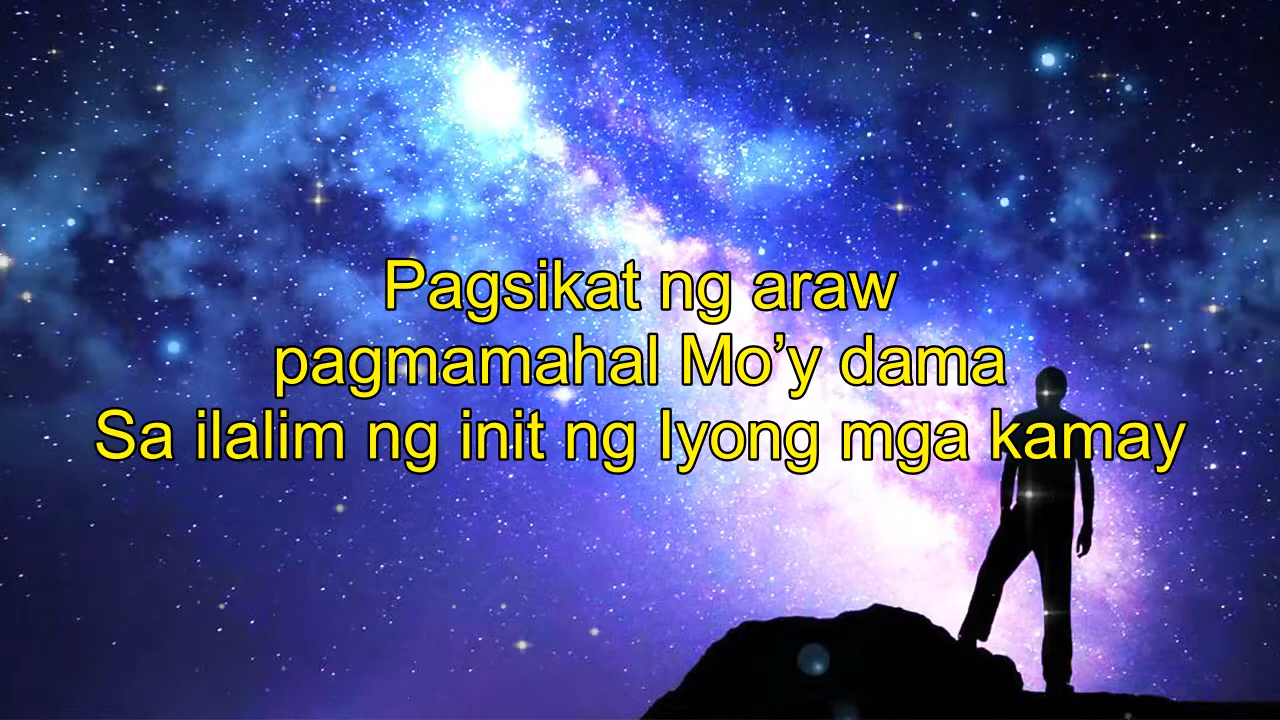 Pagsikat ng araw
pagmamahal Mo’y dama
Sa ilalim ng init ng Iyong mga kamay